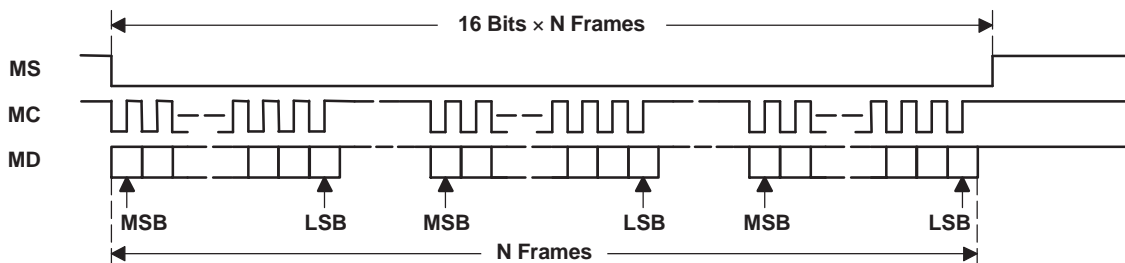 16 Bits × N Frames
MS
MC
MD
MSB LSB MSB LSB MSB LSB
N Frames